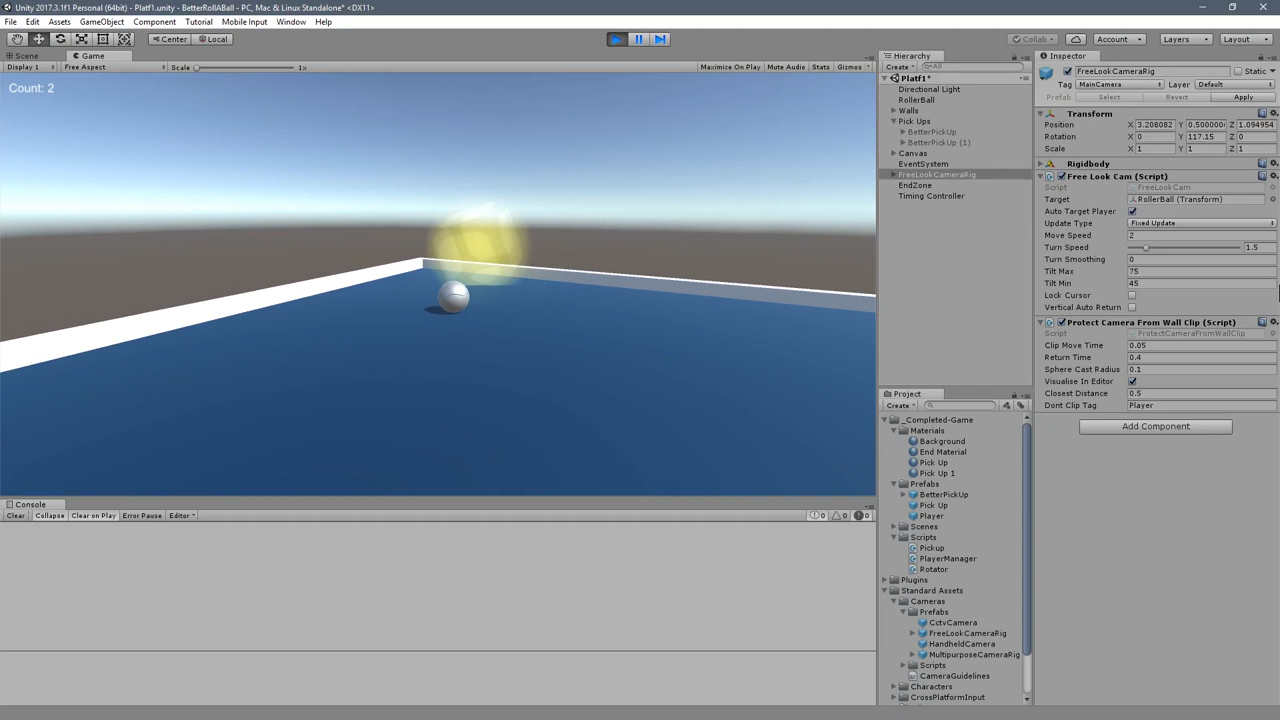 Unity 2017.3.1f1 Personal (64bit) - Platf1.unity - BetterRollABall - PC, Mac & Linux Standalone* <DX11>
File Edit Assets GameObject Component Tutorial Mobile Input Window Help
Center Local Collab Account Layers Layout
Scene Game
Display 1 Free Aspect Scale 1x Maximize On Play Mute Audio Stats Gizmos
Count: 2
Console
Clear Collapse Clear on Play Error Pause Editor 0 0 0
Hierarchy
Create All
Platf1*
Directional Light
RollerBall
Walls
Pick Ups
BetterPickUp
BetterPickUp (1)
Canvas
EventSystem
FreeLookCameraRig
EndZone
Timing Controller
Project
Create
_Completed-Game
Materials
Background
End Material
Pick Up
Pick Up 1
Prefabs
BetterPickUp
Pick Up
Player
Scenes
Scripts
Pickup
PlayerManager
Rotator
Plugins
Standard Assets
Cameras
Prefabs
CctvCamera
FreeLookCameraRig
HandheldCamera
MultipurposeCameraRig
Scripts
CameraGuidelines
Characters
CrossPlatformInput
Inspector
FreeLookCameraRig Static
Tag MainCamera Layer Default
Prefab Select Revert Apply
Transform
Position X 3.208082 Y 0.500000 Z 1.094954
Rotation X 0 Y 117.15 Z 0
Scale X 1 Y 1 Z 1
Rigidbody
Free Look Cam (Script)
Script FreeLookCam
Target RollerBall (Transform)
Auto Target Player
Update Type Fixed Update
Move Speed 2
Turn Speed 1.5
Turn Smoothing 0
Tilt Max 75
Tilt Min 45
Lock Cursor
Vertical Auto Return
Protect Camera From Wall Clip (Script)
Script ProtectCameraFromWallClip
Clip Move Time 0.05
Return Time 0.4
Sphere Cast Radius 0.1
Visualise In Editor
Closest Distance 0.5
Dont Clip Tag Player
Add Component